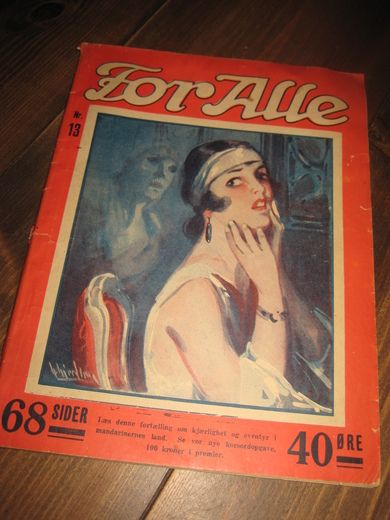 For Alle
Nr.
13
68 SIDER
Læs denne fortælling om kjærlighet og eventyr i
mandarinernes land. Se vor nye korsordopgave,
100 kroner i premier.
40 ØRE